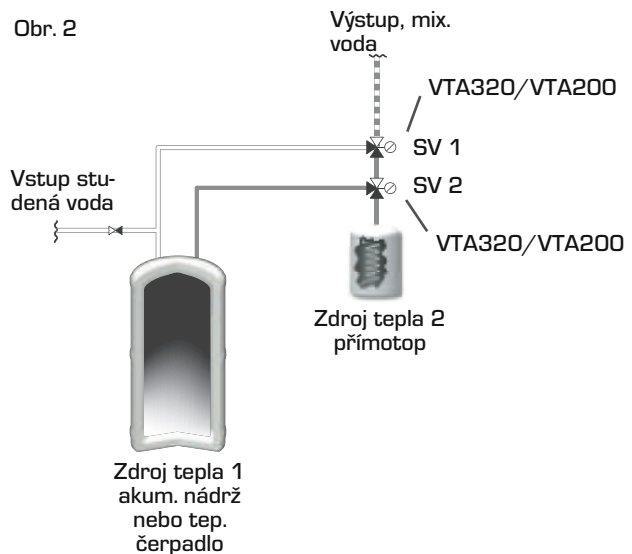 Obr. 2
Výstup, mix.
voda
VTA320/VTA200
SV 1
Vstup stu-
dená voda
SV 2
VTA320/VTA200
Zdroj tepla 2
přímotop
Zdroj tepla 1
akum. nádrž
nebo tep.
čerpadlo